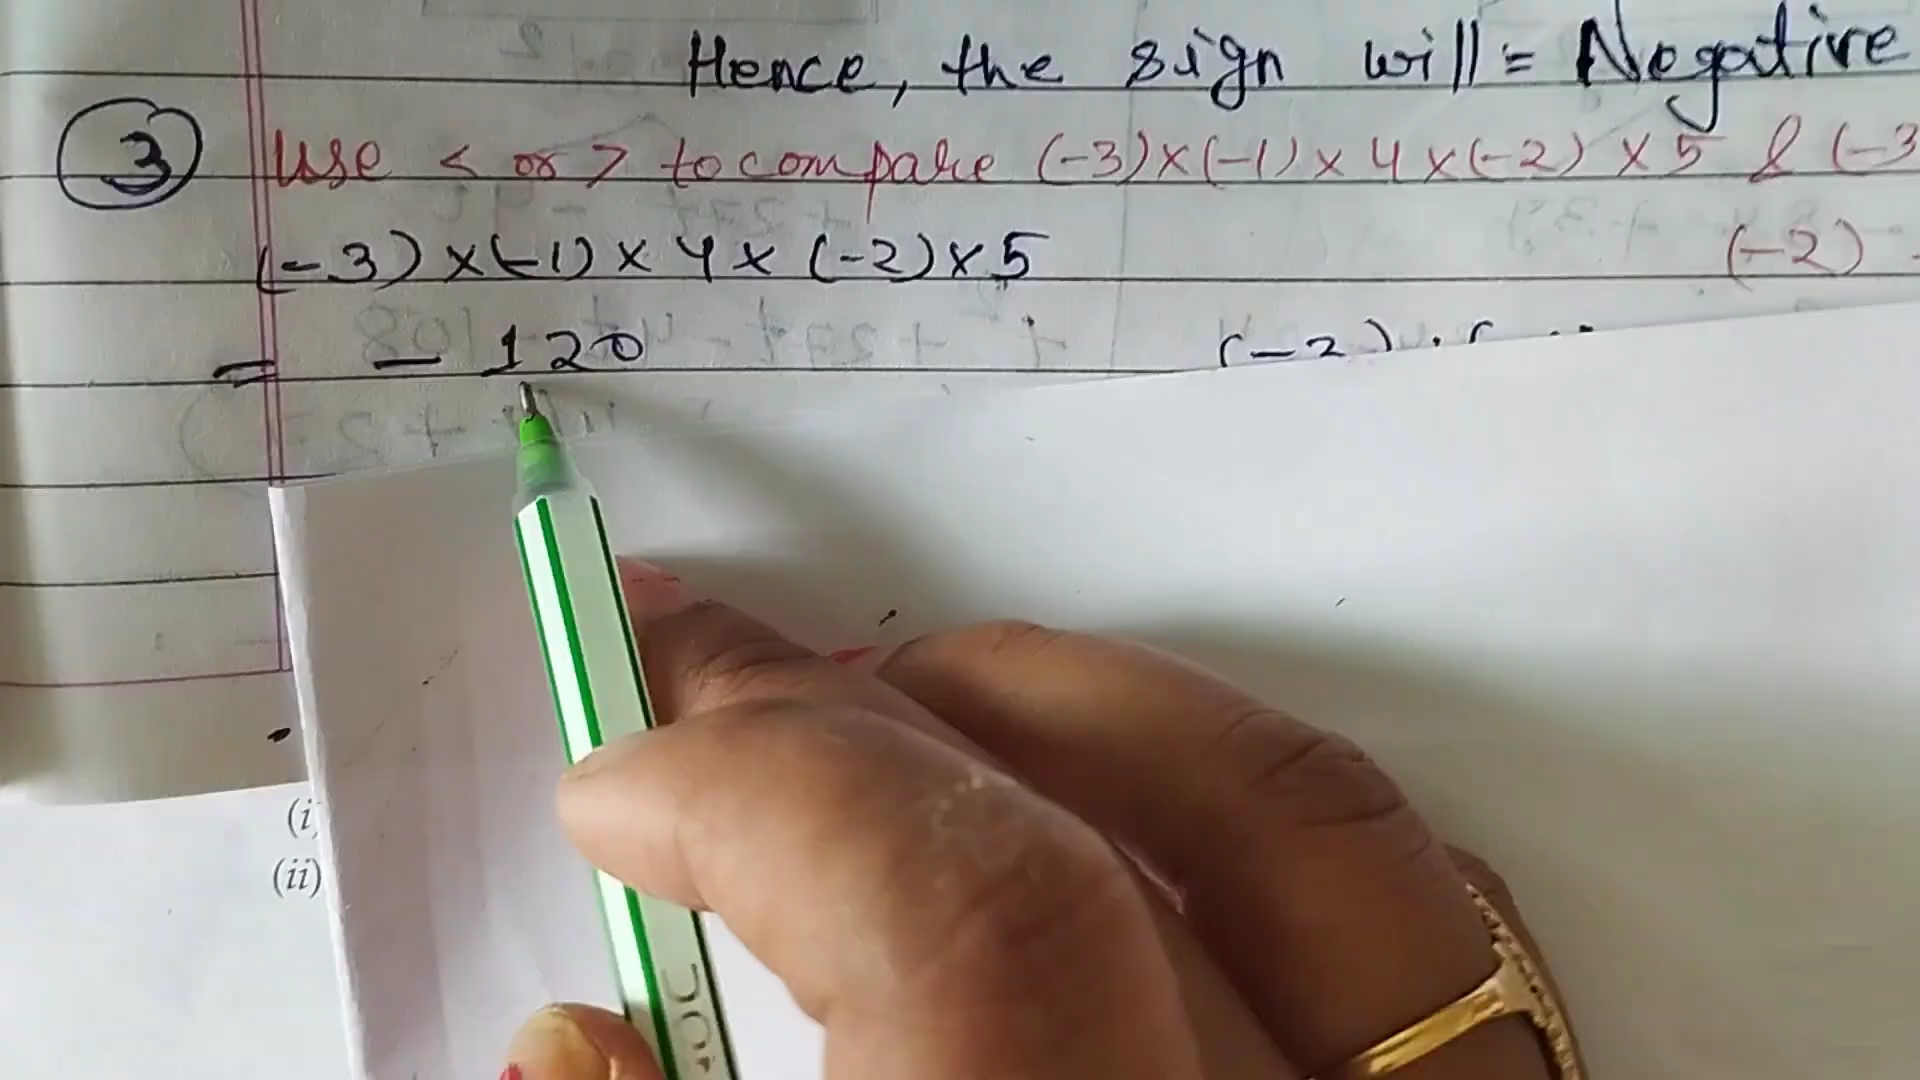 Hence, the sign will = Negative
3 Use < or > to compare (-3)×(-1)×4×(-2)×5 & (-3
(-3)×(-1)×4×(-2)×5
(-2)
= -120
(-2)
(i)
(ii)